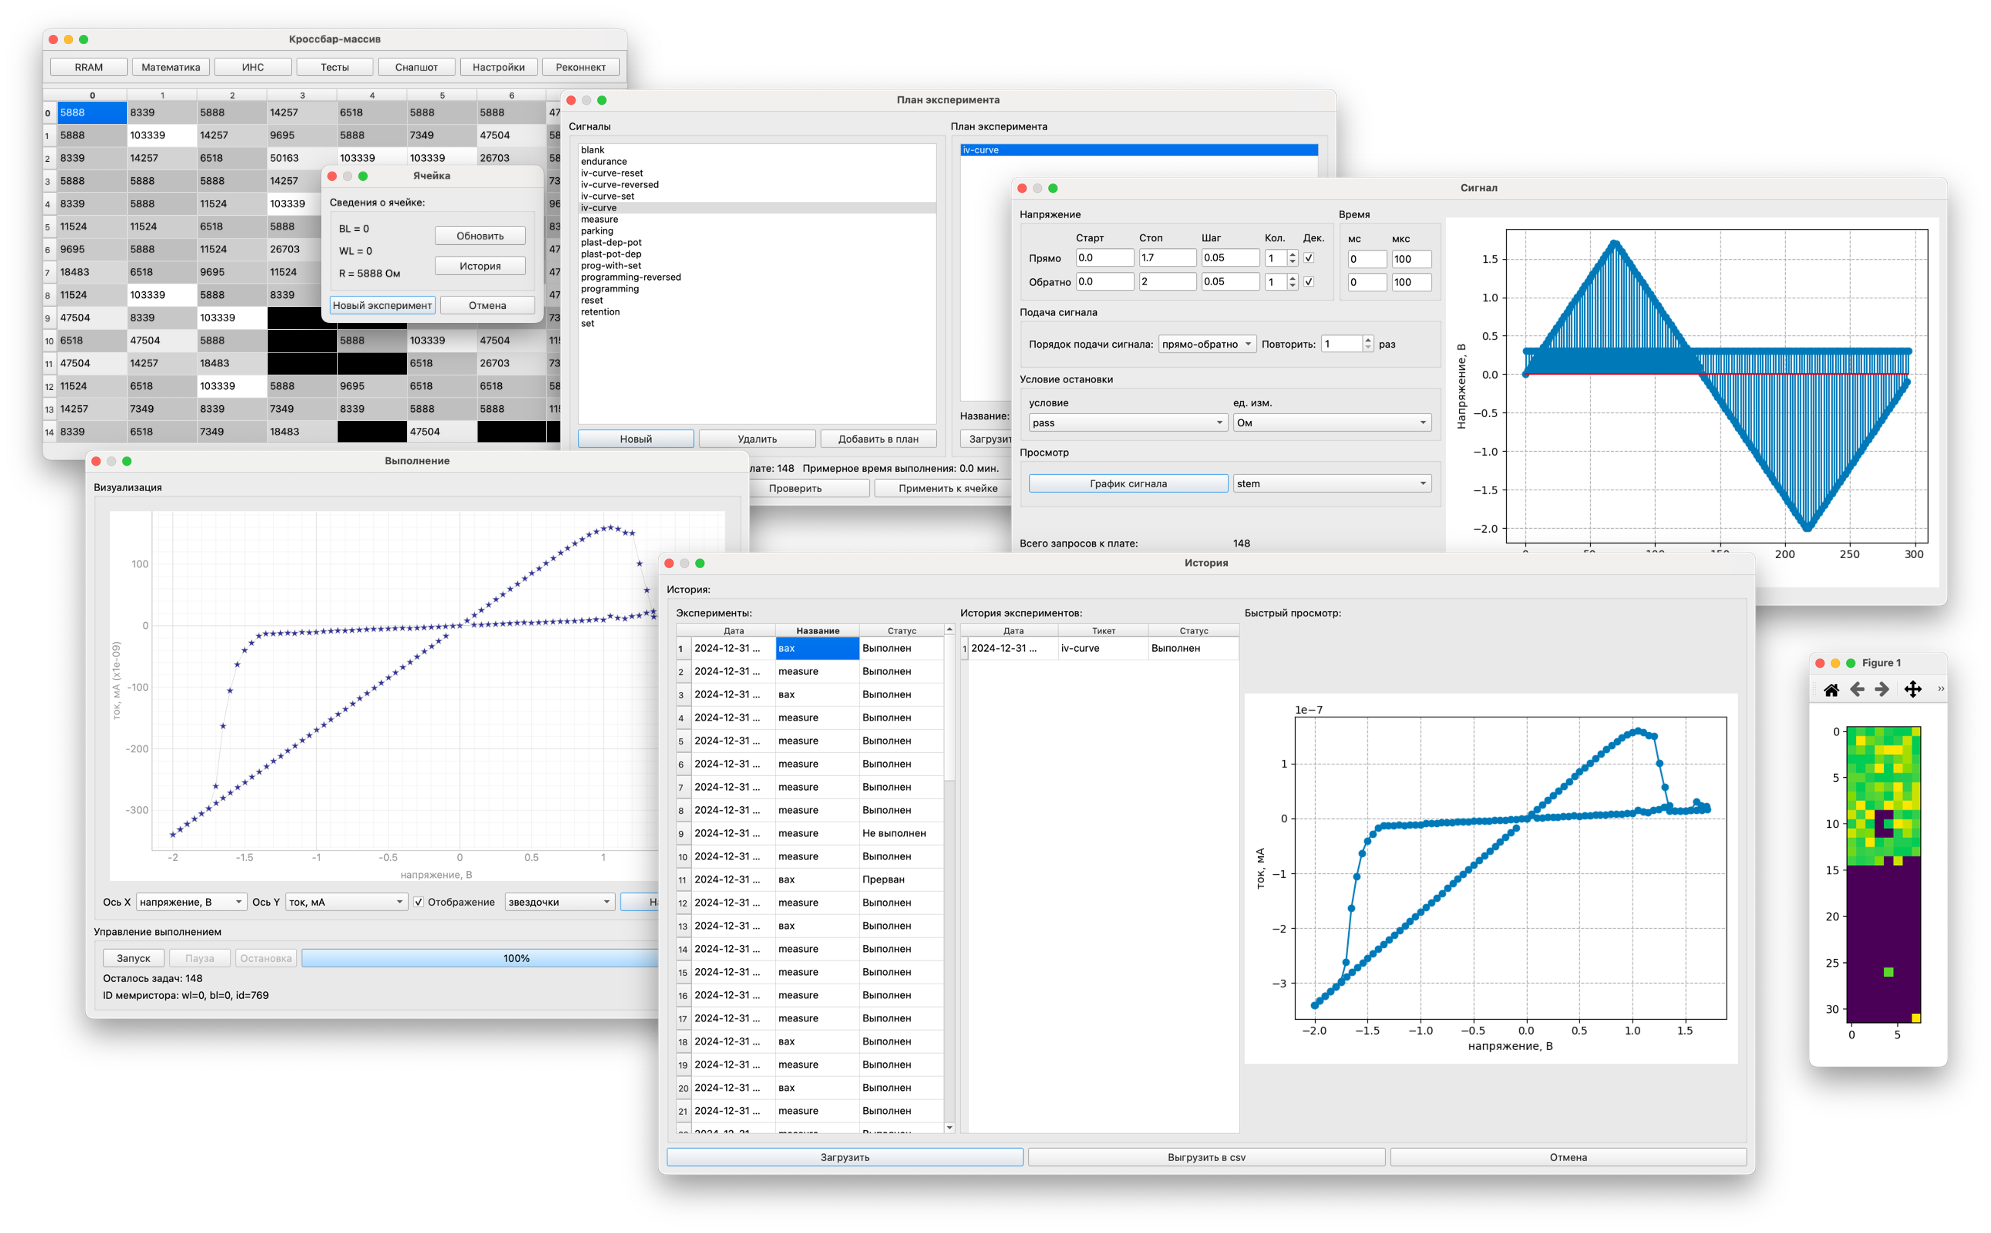 Кроссбар-массив
RRAM Математика ИНС Тесты Снапшот Настройки Реконнект
0 1 2 3 4 5 6
0 5888 8339 5888 14257 6518 5888 5888 47
1 5888 103339 14257 9695 5888 7349 47504 58
2 8339 14257 6518 50163 103339 103339 26703 58
3 5888 5888 5888 14257 73
4 8339 5888 11524 103339 96
5 11524 11524 6518 5888 83
6 9695 5888 11524 26703 47
7 18483 6518 9695 11524 73
8 11524 103339 5888 8339 47
9 47504 8339 103339 73
10 6518 47504 5888 5888 103339 47504 11
11 47504 14257 18483 6518 26703 73
12 11524 6518 103339 5888 9695 6518 6518 58
13 14257 7349 8339 7349 8339 5888 5888 11
14 8339 6518 7349 18483 47504
Ячейка
Сведения о ячейке:
BL = 0
WL = 0
R = 5888 Ом
Обновить
История
Новый эксперимент Отмена
План эксперимента
Сигналы
blank
endurance
iv-curve-reset
iv-curve-reversed
iv-curve-set
iv-curve
measure
parking
plast-dep-pot
plast-pot-dep
prog-with-set
programming-reversed
programming
reset
retention
set
Новый Удалить Добавить в план
План эксперимента
iv-curve
Название:
лате: 148 Примерное время выполнения: 0.0 мин.
Проверить Применить к ячейке
Сигнал
Напряжение Время
Старт Стоп Шаг Кол. Дек. мс мкс
Прямо 0.0 1.7 0.05 1 0 100
Обратно 0.0 2 0.05 1 0 100
Подача сигнала
Порядок подачи сигнала: прямо-обратно Повторить: 1 раз
Условие остановки
условие ед. изм.
pass Ом
Просмотр
График сигнала stem
Всего запросов к плате: 148
Напряжение, В
1.5
1.0
0.5
0.0
−0.5
−1.0
−1.5
−2.0
0 50 100 150 200 250 300
Выполнение
Визуализация
ток, мА (x1e-09)
100
0
-100
-200
-300
-2 -1.5 -1 -0.5 0 0.5 1
напряжение, В
Ось X напряжение, В Ось Y ток, мА Отображение звездочки
Управление выполнением
Запуск Пауза Остановка 100%
Осталось задач: 148
ID мемристора: wl=0, bl=0, id=769
История
История:
Эксперименты:
Дата Название Статус
1 2024-12-31 ... вах Выполнен
2 2024-12-31 ... measure Выполнен
3 2024-12-31 ... вах Выполнен
4 2024-12-31 ... measure Выполнен
5 2024-12-31 ... measure Выполнен
6 2024-12-31 ... measure Выполнен
7 2024-12-31 ... measure Выполнен
8 2024-12-31 ... measure Выполнен
9 2024-12-31 ... measure Не выполнен
10 2024-12-31 ... measure Выполнен
11 2024-12-31 ... вах Прерван
12 2024-12-31 ... measure Выполнен
13 2024-12-31 ... вах Выполнен
14 2024-12-31 ... measure Выполнен
15 2024-12-31 ... measure Выполнен
16 2024-12-31 ... measure Выполнен
17 2024-12-31 ... measure Выполнен
18 2024-12-31 ... вах Выполнен
19 2024-12-31 ... measure Выполнен
20 2024-12-31 ... вах Выполнен
21 2024-12-31 ... measure Выполнен
История экспериментов:
Дата Тикет Статус
1 2024-12-31 ... iv-curve Выполнен
Быстрый просмотр:
1e−7
ток, мА
1
0
−1
−2
−3
−2.0 −1.5 −1.0 −0.5 0.0 0.5 1.0 1.5
напряжение, В
Загрузить Выгрузить в csv Отмена
Figure 1
0
5
10
15
20
25
30
0 5